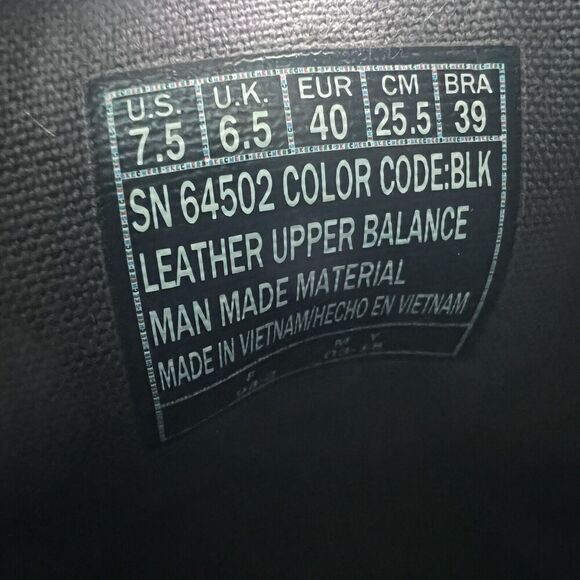 U.S. U.K. EUR CM BRA
7.5 6.5 40 25.5 39
SN 64502 COLOR CODE:BLK
LEATHER UPPER BALANCE
MAN MADE MATERIAL
MADE IN VIETNAM/HECHO EN VIETNAM
F M Y